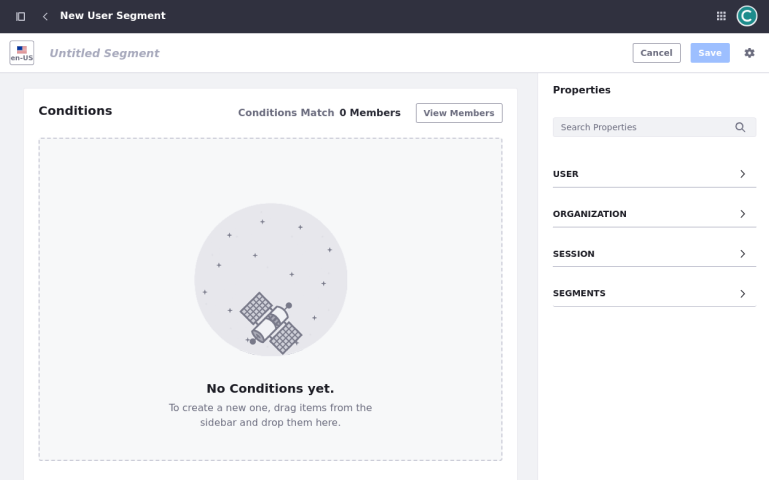 New User Segment
en-US
Untitled Segment
Cancel
Save
Conditions
Conditions Match 0 Members
View Members
No Conditions yet.
To create a new one, drag items from the
sidebar and drop them here.
Properties
Search Properties
USER
ORGANIZATION
SESSION
SEGMENTS